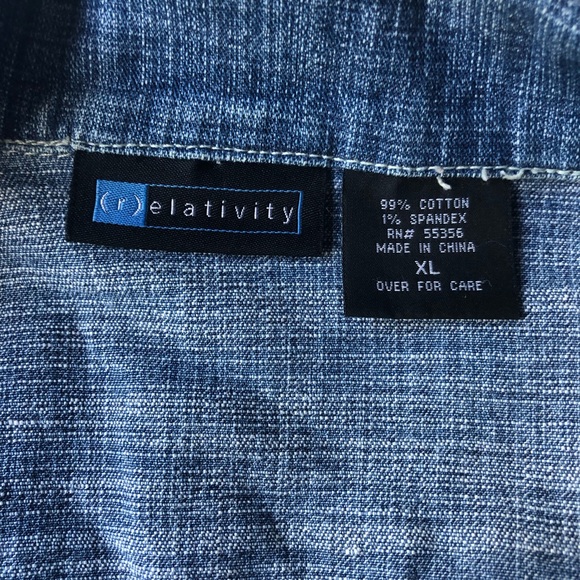 (r)elativity
99% COTTON
1% SPANDEX
RN# 55356
MADE IN CHINA
XL
OVER FOR CARE